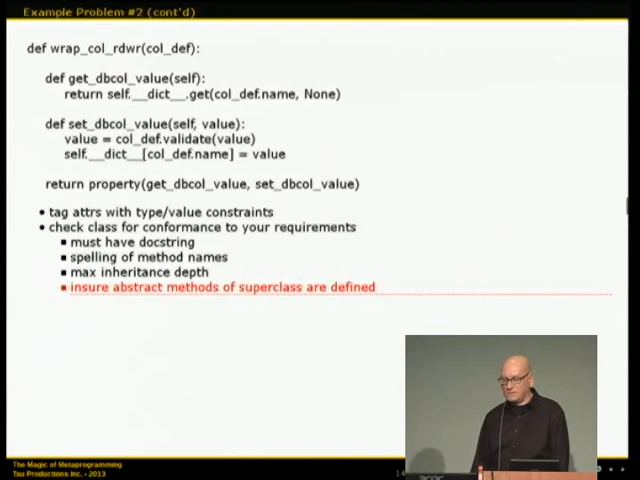 Example Problem #2 (cont'd)
def wrap_col_rdwr(col_def):
def get_dbcol_value(self):
return self.__dict__.get(col_def.name, None)
def set_dbcol_value(self, value):
value = col_def.validate(value)
self.__dict__[col_def.name] = value
return property(get_dbcol_value, set_dbcol_value)
• tag attrs with type/value constraints
• check class for conformance to your requirements
▪ must have docstring
▪ spelling of method names
▪ max inheritance depth
▪ insure abstract methods of superclass are defined
The Magic of Metaprogramming
Tau Productions Inc. - 2013